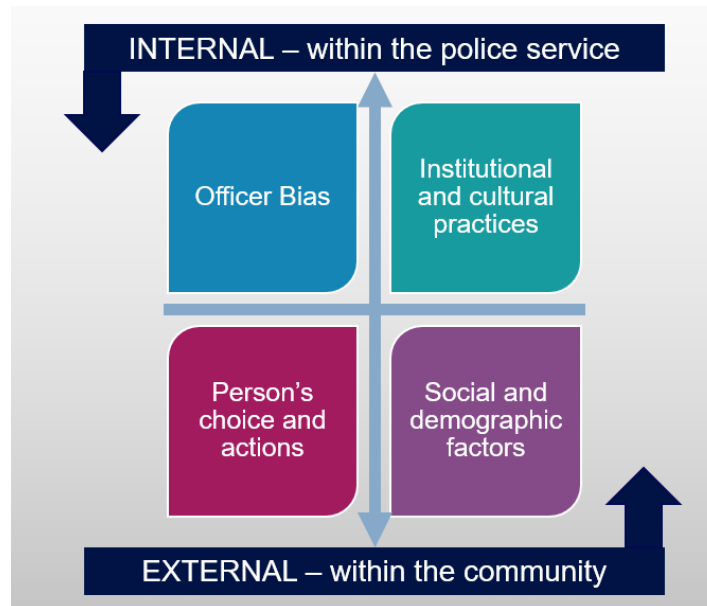 INTERNAL – within the police service
Officer Bias
Institutional
and cultural
practices
Person’s
choice and
actions
Social and
demographic
factors
EXTERNAL – within the community